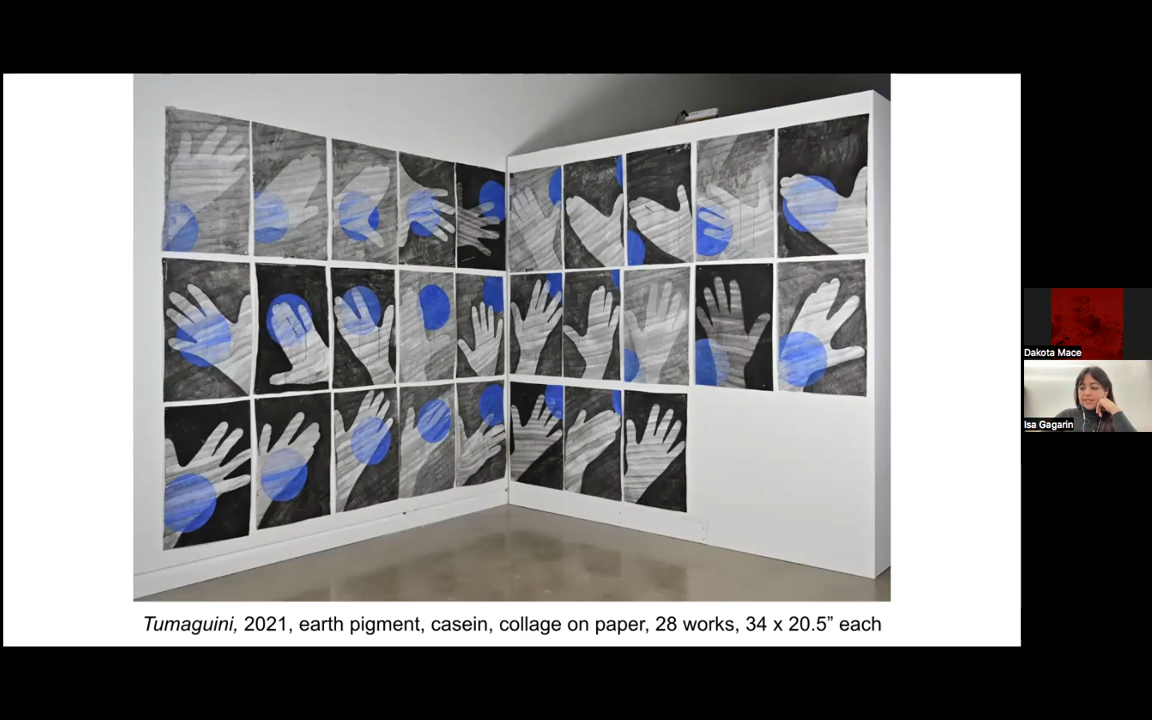 Tumaguini, 2021, earth pigment, casein, collage on paper, 28 works, 34 x 20.5” each
Dakota Mace
Isa Gagarin